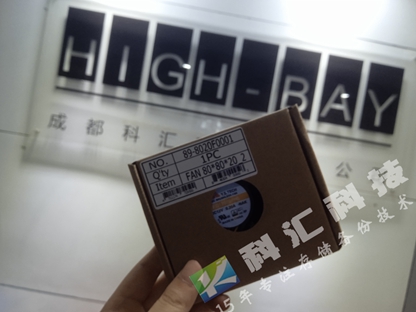 HIGH-BAY
成都科汇
公
NO. 89-8020F0001
Q'ty 1PC
Item FAN 80*80*20 2
科汇科技
15年专注存储备份技术